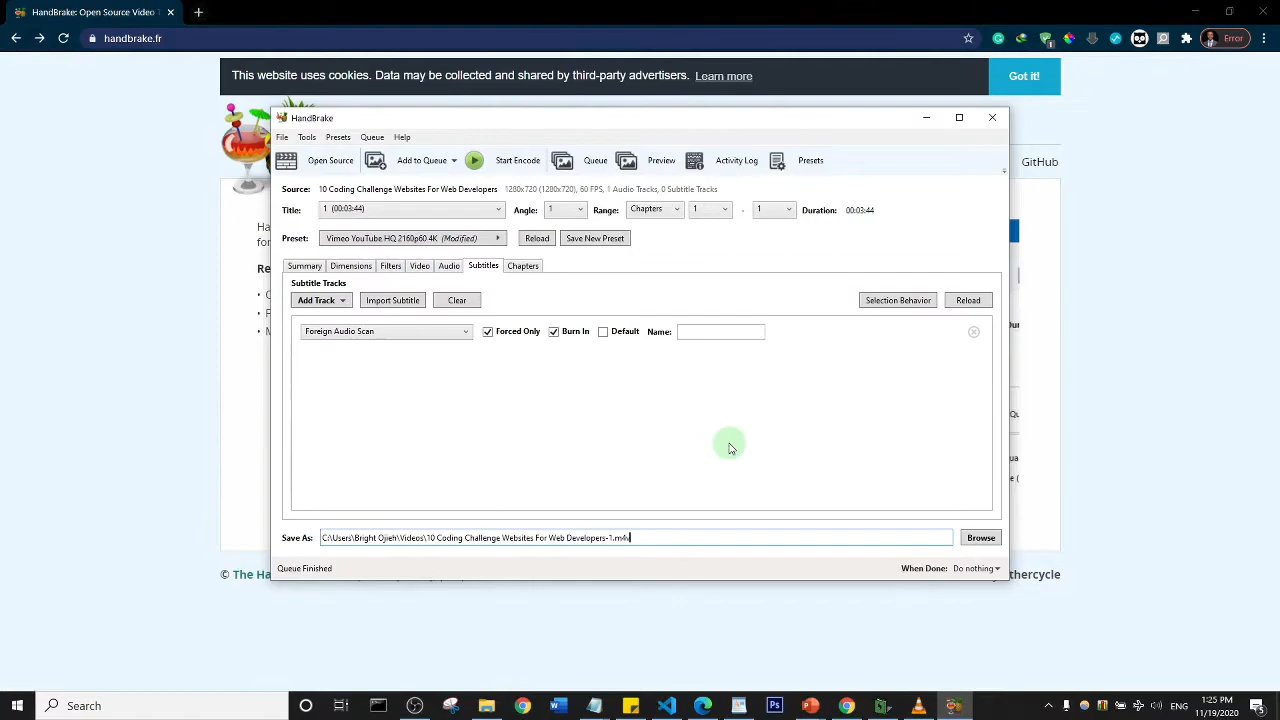 HandBrake: Open Source Video T
handbrake.fr
Error
This website uses cookies. Data may be collected and shared by third-party advertisers. Learn more
Got it!
HandBrake
File Tools Presets Queue Help
Open Source Add to Queue Start Encode Queue Preview Activity Log Presets
GitHub
Source: 10 Coding Challenge Websites For Web Developers 1280x720 (1280x720), 60 FPS, 1 Audio Tracks, 0 Subtitle Tracks
Title: 1 (00:03:44) Angle: 1 Range: Chapters 1 - 1 Duration: 00:03:44
Preset: Vimeo YouTube HQ 2160p60 4K (Modified) Reload Save New Preset
Summary Dimensions Filters Video Audio Subtitles Chapters
Subtitle Tracks
Add Track Import Subtitle Clear Selection Behavior Reload
Foreign Audio Scan Forced Only Burn In Default Name:
Save As: C:\Users\Bright Ojieh\Videos\10 Coding Challenge Websites For Web Developers-1.m4v Browse
Queue Finished When Done: Do nothing
© The Ha thercycle
Search
1:25 PM
11/19/2020